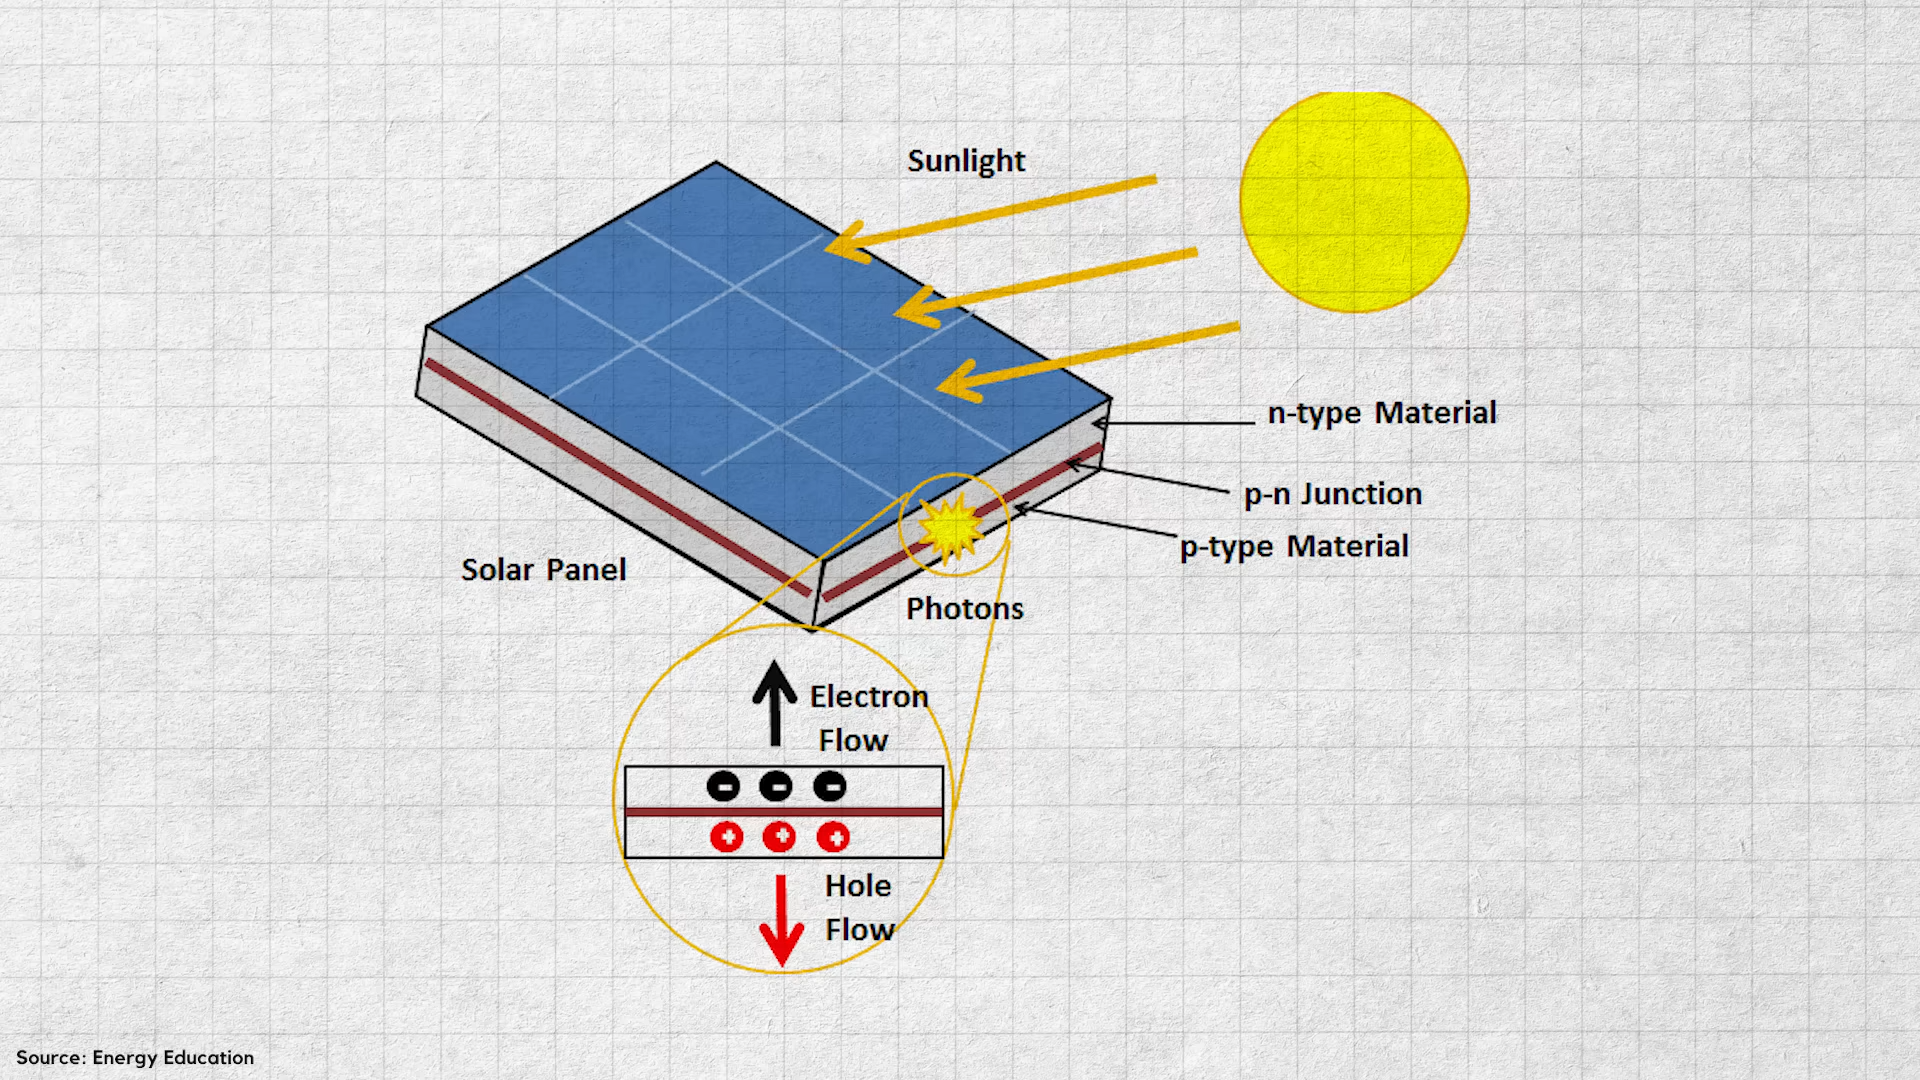 Sunlight
n-type Material
p-n Junction
p-type Material
Solar Panel
Photons
Electron
Flow
Hole
Flow
Source: Energy Education